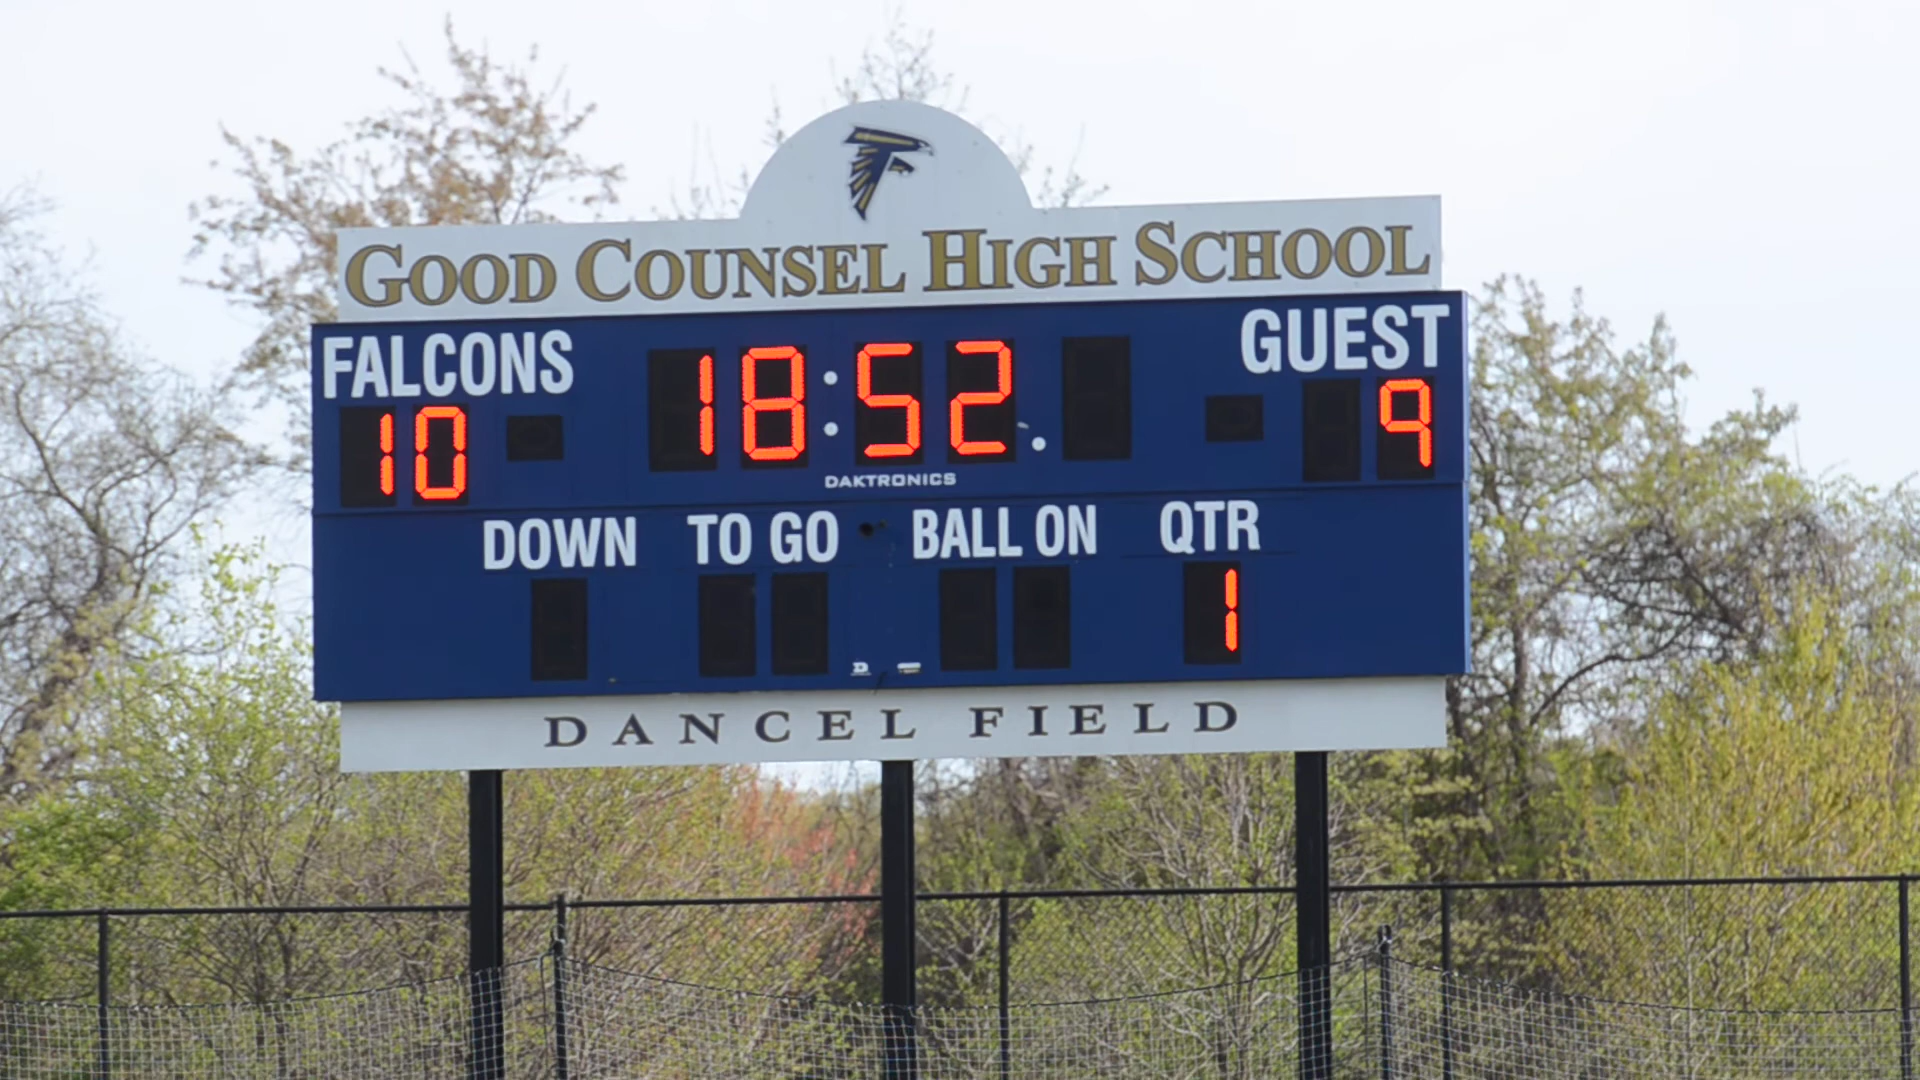 GOOD COUNSEL HIGH SCHOOL
FALCONS 18:52. GUEST
10 9
DAKTRONICS
DOWN TO GO BALL ON QTR
1
DANCEL FIELD